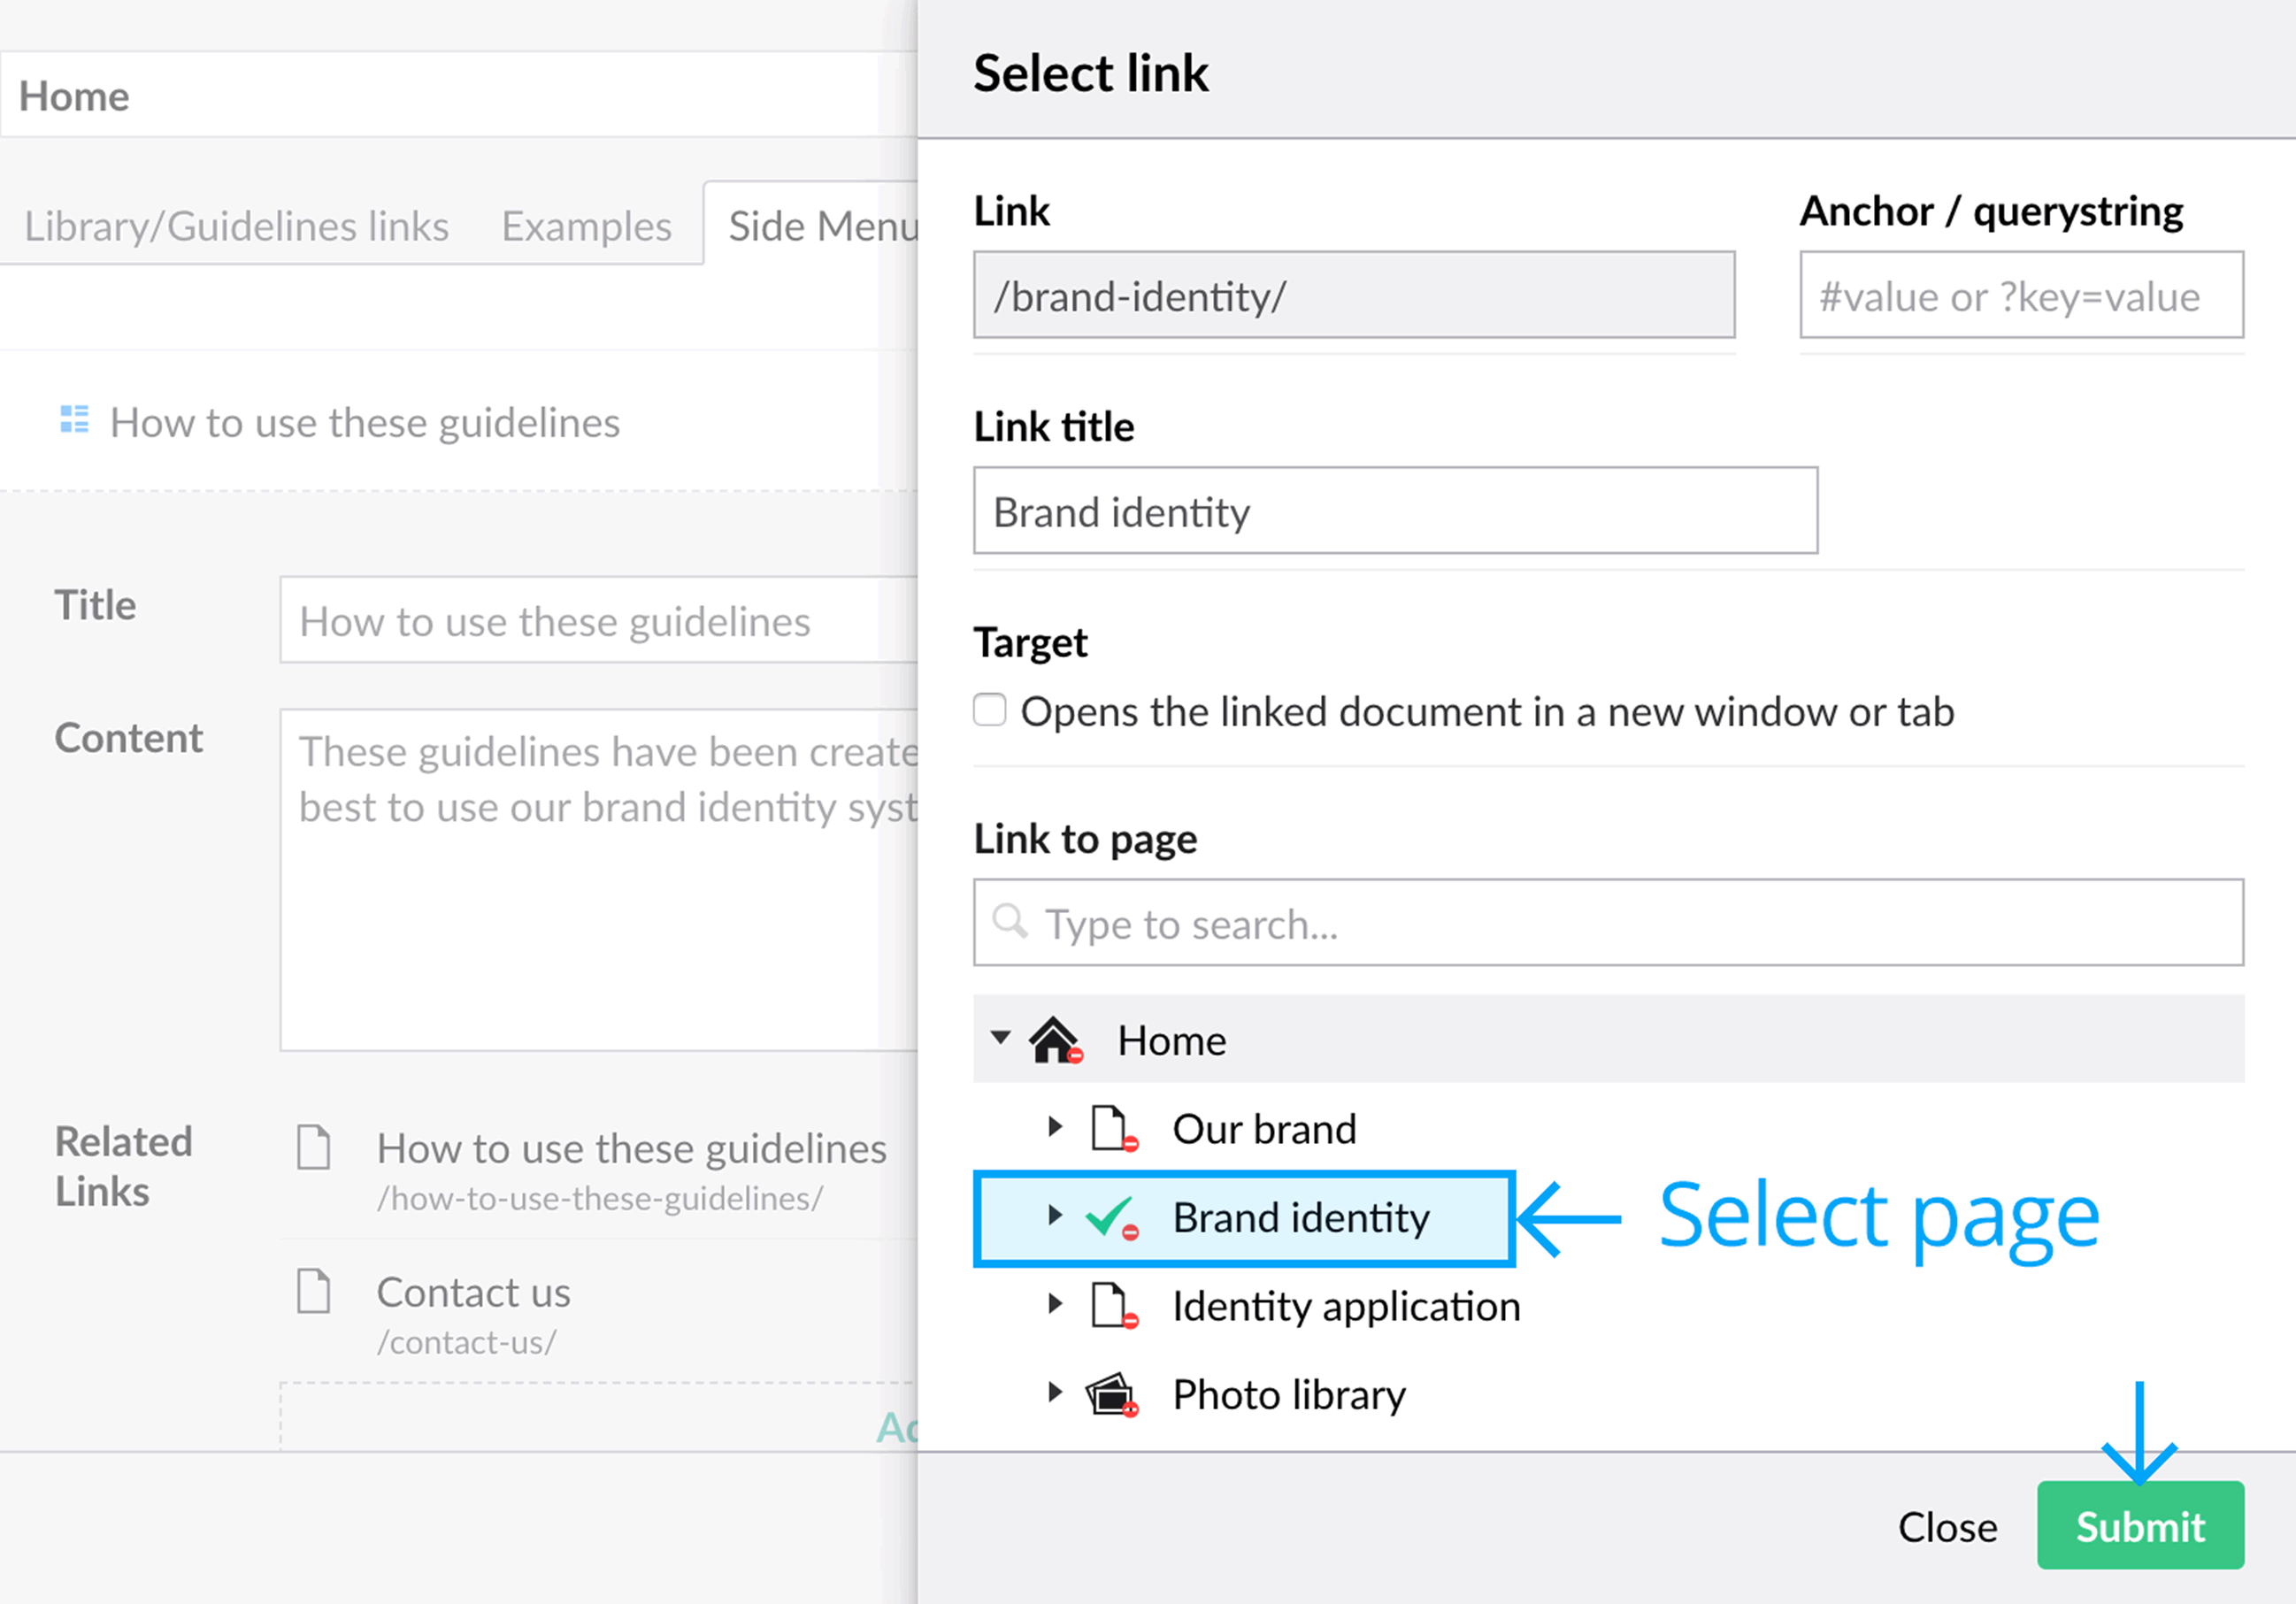 Home
Library/Guidelines links
Examples
Side Menu
How to use these guidelines
Title
How to use these guidelines
Content
These guidelines have been create
best to use our brand identity syst
Related
Links
How to use these guidelines
/how-to-use-these-guidelines/
Contact us
/contact-us/
Select link
Link
/brand-identity/
Anchor / querystring
#value or ?key=value
Link title
Brand identity
Target
Opens the linked document in a new window or tab
Link to page
Type to search...
Home
Our brand
Brand identity
Select page
Identity application
Photo library
Close
Submit